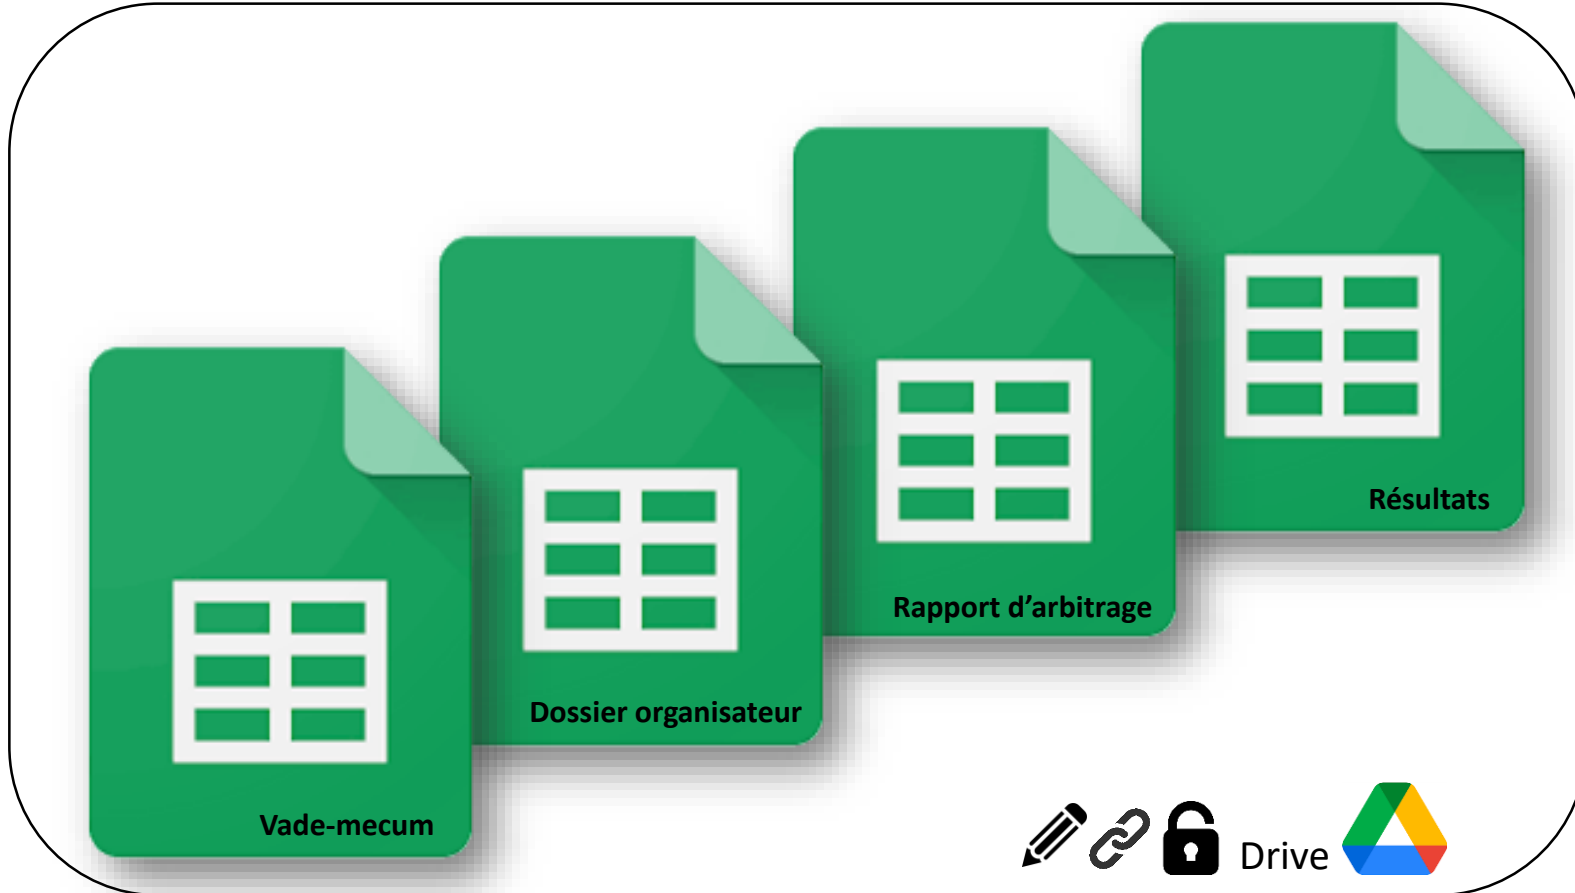 Résultats
Rapport d’arbitrage
Dossier organisateur
Vade-mecum
Drive